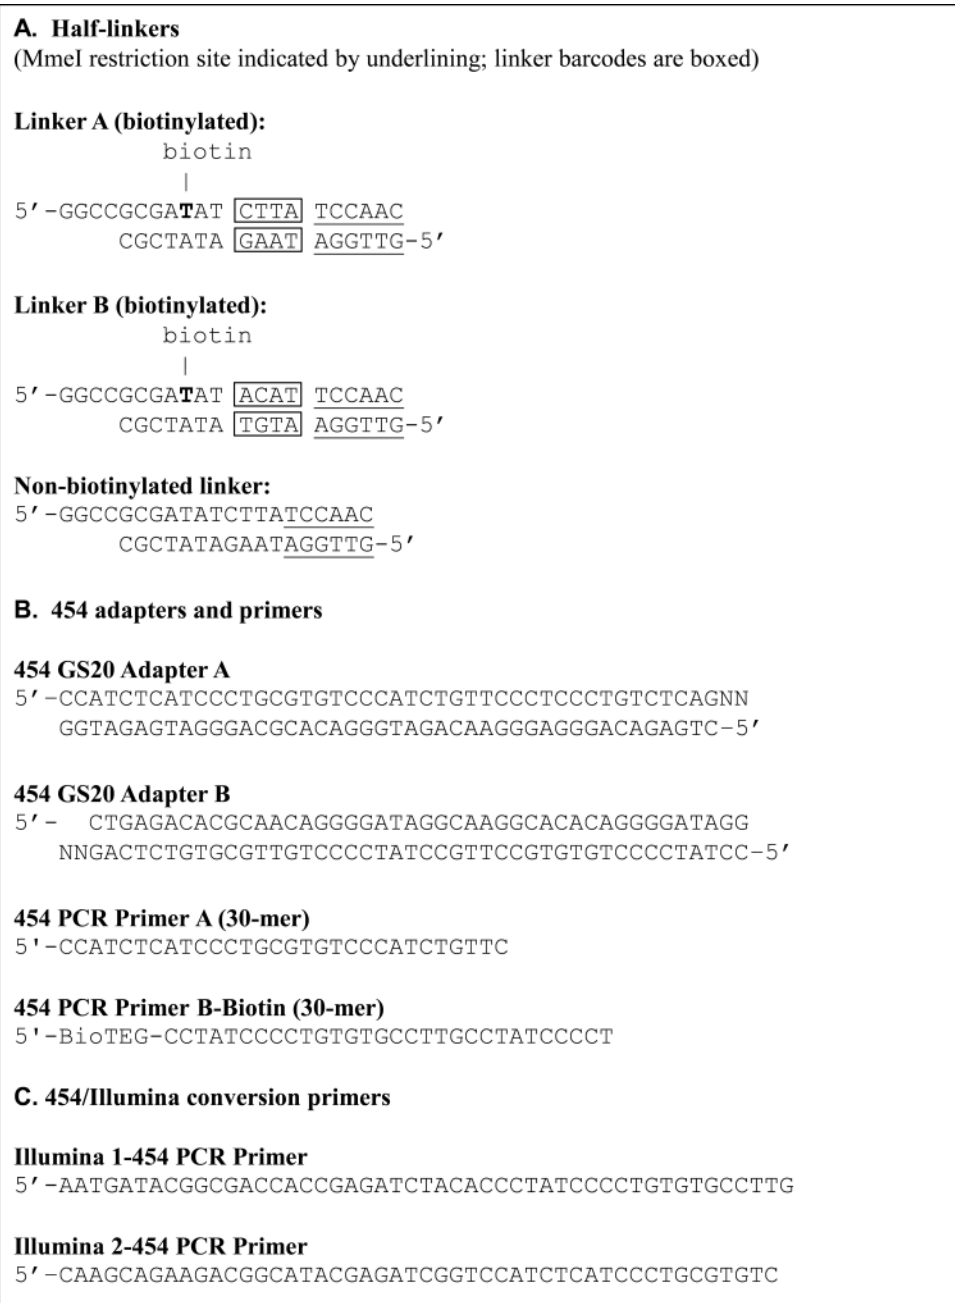 A. Half-linkers
(MmeI restriction site indicated by underlining; linker barcodes are boxed)
Linker A (biotinylated):
biotin
|
5′-GGCCGCGATAT CTTA TCCAAC
CGCTATA GAAT AGGTTG-5′
Linker B (biotinylated):
biotin
|
5′-GGCCGCGATAT ACAT TCCAAC
CGCTATA TGTA AGGTTG-5′
Non-biotinylated linker:
5′-GGCCGCGATATCTTATCCAAC
CGCTATAGAATAGGTTG-5′
B. 454 adapters and primers
454 GS20 Adapter A
5′-CCATCTCATCCCTGCGTGTCCCATCTGTTCCCTCCCTGTCTCAGNN
GGTAGAGTAGGGACGCACAGGGTAGACAAGGGAGGGACAGAGTC-5′
454 GS20 Adapter B
5′- CTGAGACACGCAACAGGGGATAGGCAAGGCACACAGGGGATAGG
NNGACTCTGTGCGTTGTCCCCTATCCGTTCCGTGTGTCCCCTATCC-5′
454 PCR Primer A (30-mer)
5'-CCATCTCATCCCTGCGTGTCCCATCTGTTC
454 PCR Primer B-Biotin (30-mer)
5'-BioTEG-CCTATCCCCTGTGTGCCTTGCCTATCCCCT
C. 454/Illumina conversion primers
Illumina 1-454 PCR Primer
5′-AATGATACGGCGACCACCGAGATCTACACCCTATCCCCTGTGTGCCTTG
Illumina 2-454 PCR Primer
5′-CAAGCAGAAGACGGCATACGAGATCGGTCCATCTCATCCCTGCGTGTC